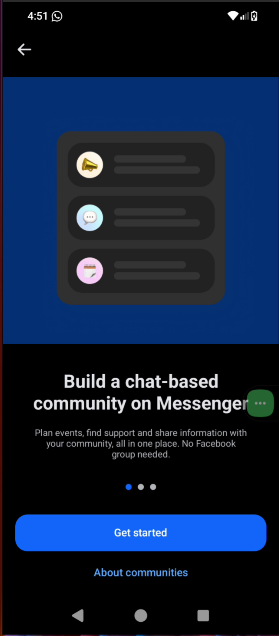 4:51
Build a chat-based
community on Messenger
Plan events, find support and share information with
your community, all in one place. No Facebook
group needed.
Get started
About communities